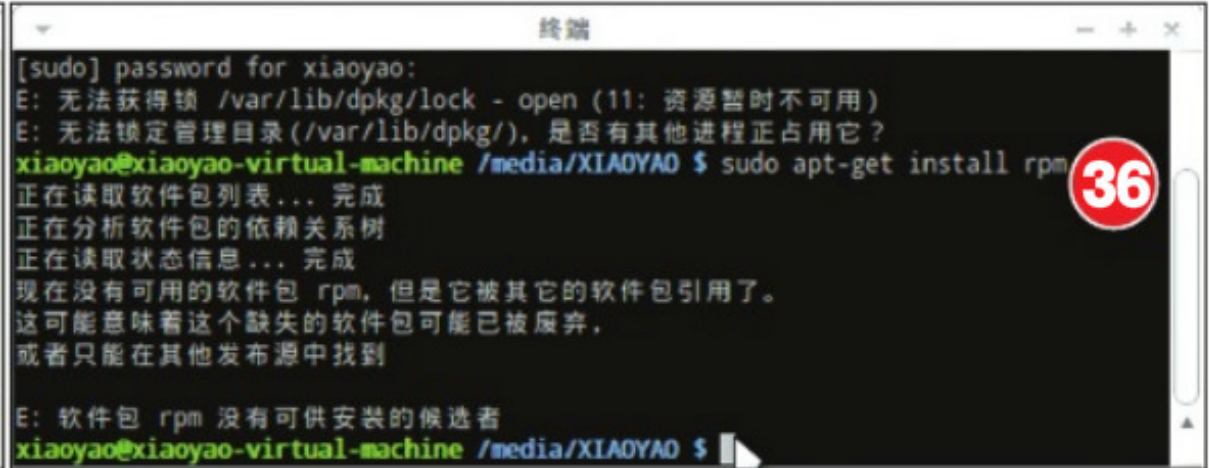 终端
[sudo] password for xiaoyao:
E: 无法获得锁 /var/lib/dpkg/lock - open (11: 资源暂时不可用)
E: 无法锁定管理目录(/var/lib/dpkg/)，是否有其他进程正占用它？
xiaoyao@xiaoyao-virtual-machine /media/XIAOYAO $ sudo apt-get install rpm
36
正在读取软件包列表... 完成
正在分析软件包的依赖关系树
正在读取状态信息... 完成
现在没有可用的软件包 rpm，但是它被其它的软件包引用了。
这可能意味着这个缺失的软件包可能已被废弃，
或者只能在其他发布源中找到
E: 软件包 rpm 没有可供安装的候选者
xiaoyao@xiaoyao-virtual-machine /media/XIAOYAO $